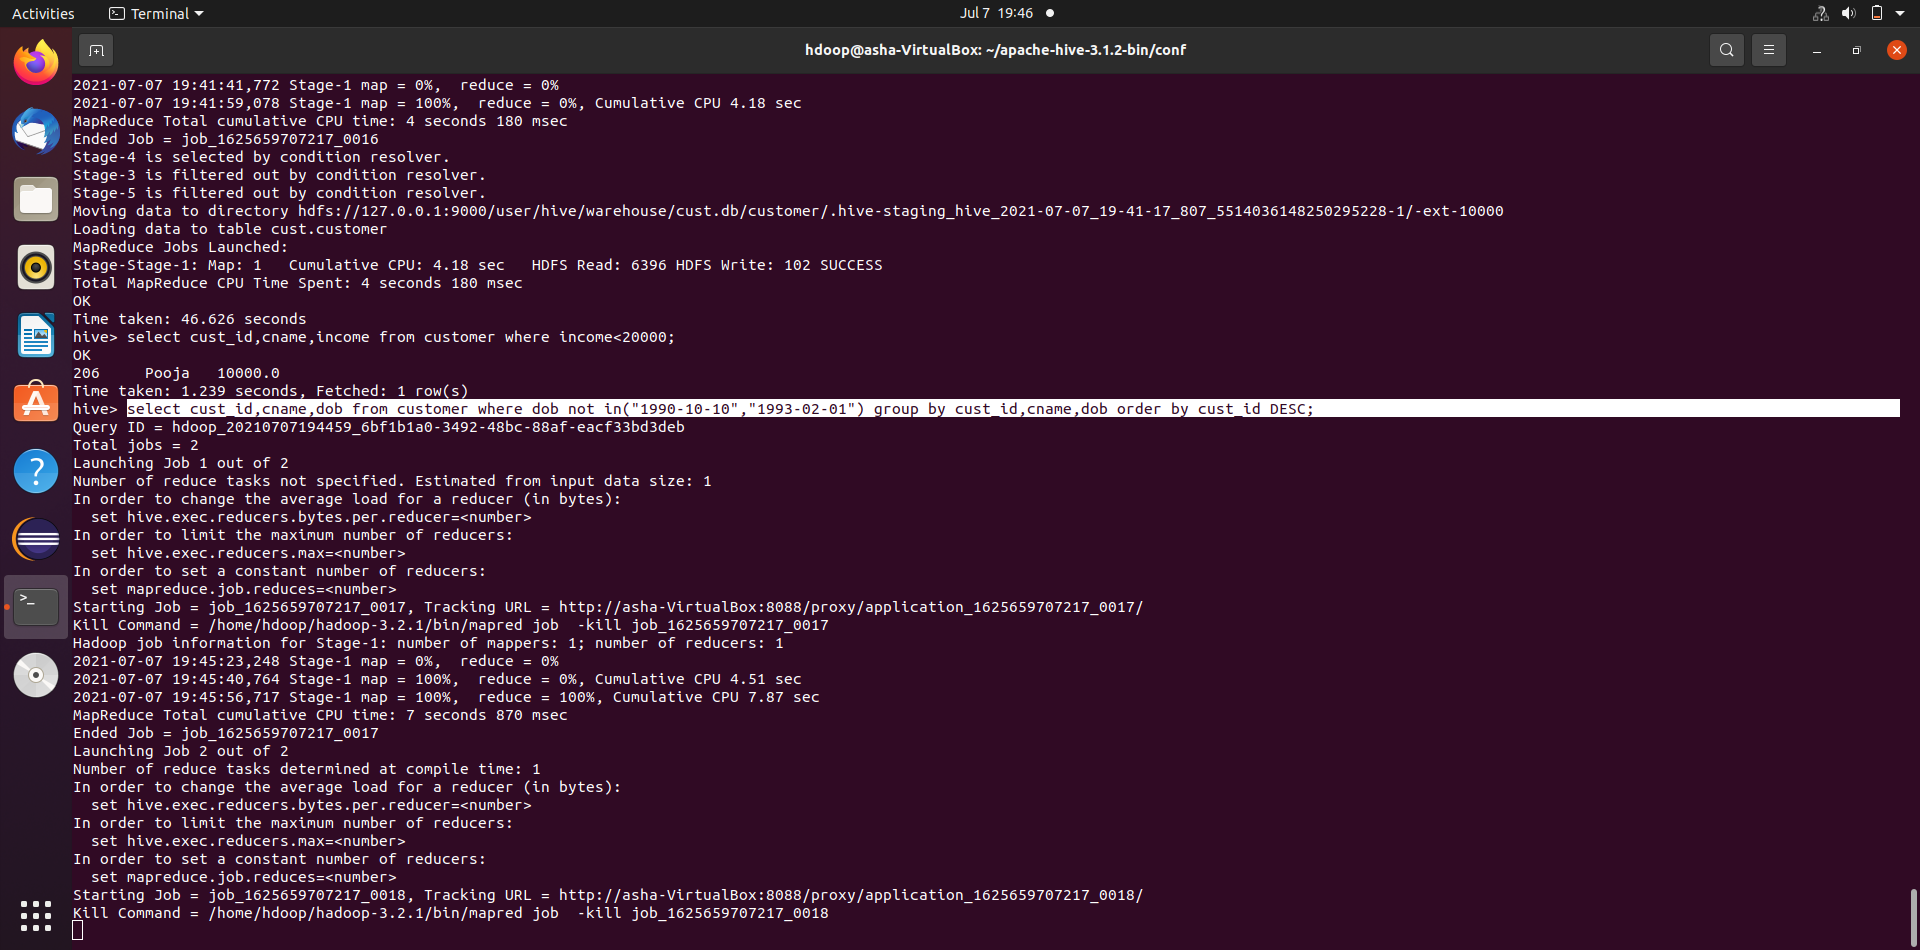 Activities
Terminal
Jul 7 19:46
hdoop@asha-VirtualBox: ~/apache-hive-3.1.2-bin/conf
2021-07-07 19:41:41,772 Stage-1 map = 0%,  reduce = 0%
2021-07-07 19:41:59,078 Stage-1 map = 100%,  reduce = 0%, Cumulative CPU 4.18 sec
MapReduce Total cumulative CPU time: 4 seconds 180 msec
Ended Job = job_1625659707217_0016
Stage-4 is selected by condition resolver.
Stage-3 is filtered out by condition resolver.
Stage-5 is filtered out by condition resolver.
Moving data to directory hdfs://127.0.0.1:9000/user/hive/warehouse/cust.db/customer/.hive-staging_hive_2021-07-07_19-41-17_807_5514036148250295228-1/-ext-10000
Loading data to table cust.customer
MapReduce Jobs Launched:
Stage-Stage-1: Map: 1   Cumulative CPU: 4.18 sec   HDFS Read: 6396 HDFS Write: 102 SUCCESS
Total MapReduce CPU Time Spent: 4 seconds 180 msec
OK
Time taken: 46.626 seconds
hive> select cust_id,cname,income from customer where income<20000;
OK
206     Pooja   10000.0
Time taken: 1.239 seconds, Fetched: 1 row(s)
hive> select cust_id,cname,dob from customer where dob not in("1990-10-10","1993-02-01") group by cust_id,cname,dob order by cust_id DESC;
Query ID = hdoop_20210707194459_6bf1b1a0-3492-48bc-88af-eacf33bd3deb
Total jobs = 2
Launching Job 1 out of 2
Number of reduce tasks not specified. Estimated from input data size: 1
In order to change the average load for a reducer (in bytes):
  set hive.exec.reducers.bytes.per.reducer=<number>
In order to limit the maximum number of reducers:
  set hive.exec.reducers.max=<number>
In order to set a constant number of reducers:
  set mapreduce.job.reduces=<number>
Starting Job = job_1625659707217_0017, Tracking URL = http://asha-VirtualBox:8088/proxy/application_1625659707217_0017/
Kill Command = /home/hdoop/hadoop-3.2.1/bin/mapred job  -kill job_1625659707217_0017
Hadoop job information for Stage-1: number of mappers: 1; number of reducers: 1
2021-07-07 19:45:23,248 Stage-1 map = 0%,  reduce = 0%
2021-07-07 19:45:40,764 Stage-1 map = 100%,  reduce = 0%, Cumulative CPU 4.51 sec
2021-07-07 19:45:56,717 Stage-1 map = 100%,  reduce = 100%, Cumulative CPU 7.87 sec
MapReduce Total cumulative CPU time: 7 seconds 870 msec
Ended Job = job_1625659707217_0017
Launching Job 2 out of 2
Number of reduce tasks determined at compile time: 1
In order to change the average load for a reducer (in bytes):
  set hive.exec.reducers.bytes.per.reducer=<number>
In order to limit the maximum number of reducers:
  set hive.exec.reducers.max=<number>
In order to set a constant number of reducers:
  set mapreduce.job.reduces=<number>
Starting Job = job_1625659707217_0018, Tracking URL = http://asha-VirtualBox:8088/proxy/application_1625659707217_0018/
Kill Command = /home/hdoop/hadoop-3.2.1/bin/mapred job  -kill job_1625659707217_0018